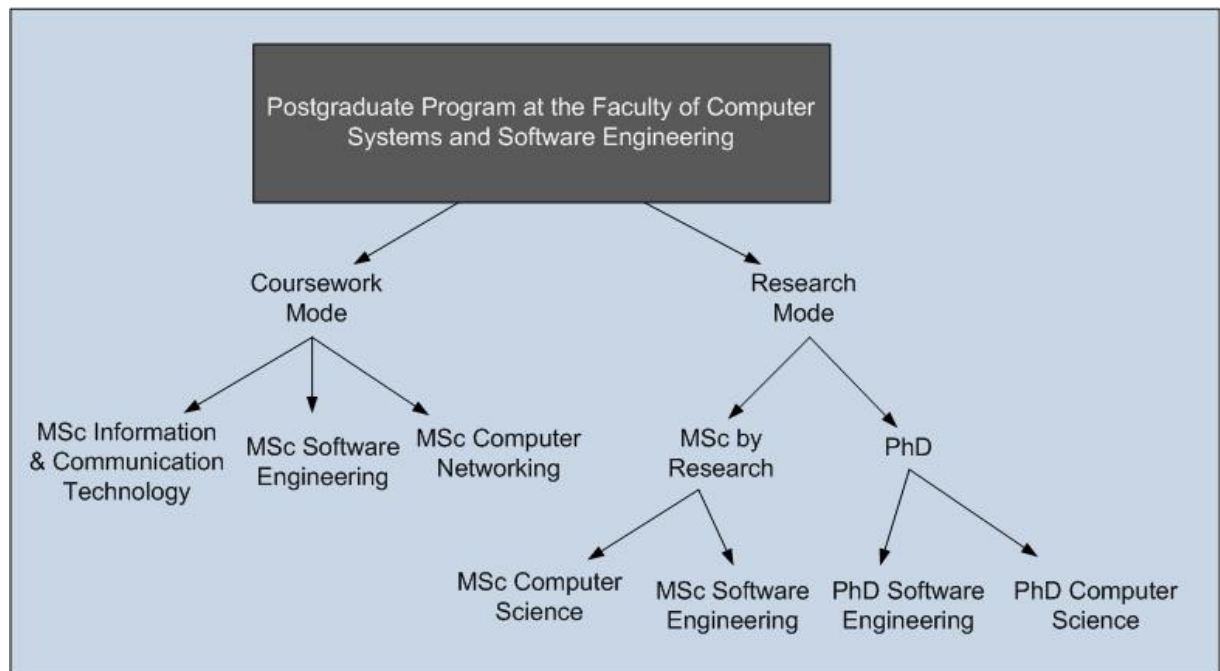 Postgraduate Program at the Faculty of Computer
Systems and Software Engineering
Coursework
Mode
Research
Mode
MSc Information
& Communication
Technology
MSc Software
Engineering
MSc Computer
Networking
MSc by
Research
PhD
MSc Computer
Science
MSc Software
Engineering
PhD Software
Engineering
PhD Computer
Science